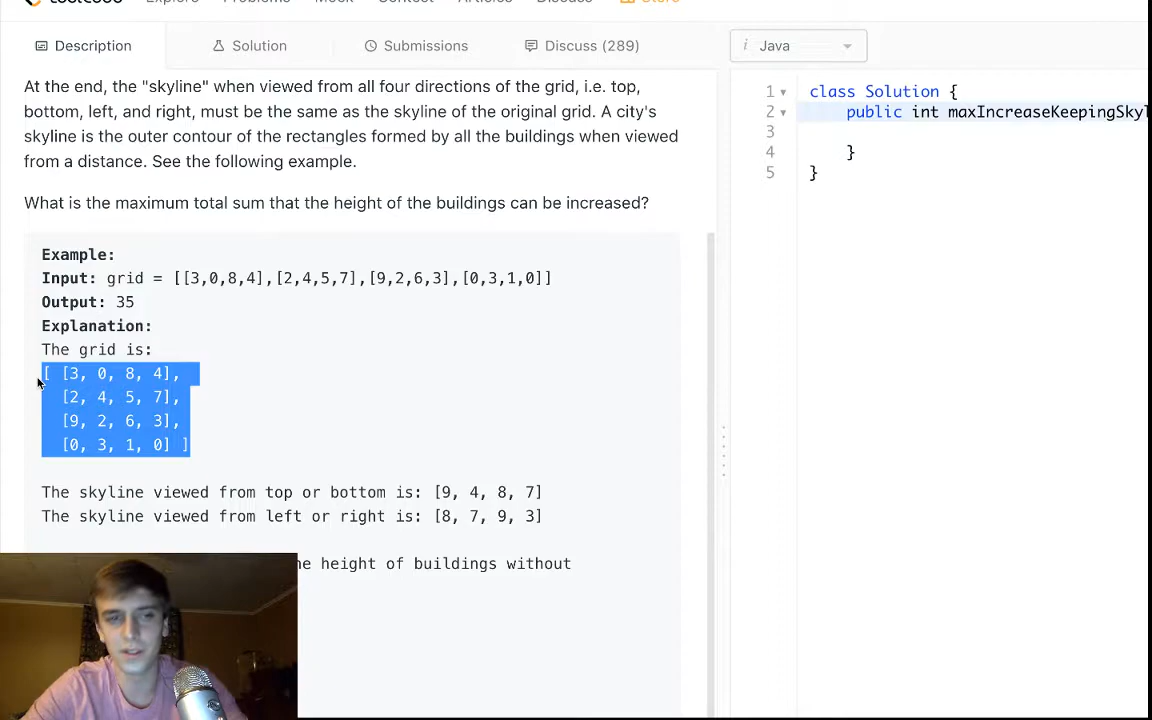 Explore Problems Mock Contest Articles Discuss Store
Description
Solution
Submissions
Discuss (289)
i Java
At the end, the "skyline" when viewed from all four directions of the grid, i.e. top,
bottom, left, and right, must be the same as the skyline of the original grid. A city's
skyline is the outer contour of the rectangles formed by all the buildings when viewed
from a distance. See the following example.
What is the maximum total sum that the height of the buildings can be increased?
Example:
Input: grid = [[3,0,8,4],[2,4,5,7],[9,2,6,3],[0,3,1,0]]
Output: 35
Explanation:
The grid is:
[ [3, 0, 8, 4],
[2, 4, 5, 7],
[9, 2, 6, 3],
[0, 3, 1, 0] ]
The skyline viewed from top or bottom is: [9, 4, 8, 7]
The skyline viewed from left or right is: [8, 7, 9, 3]
he height of buildings without
1 class Solution {
2 public int maxIncreaseKeepingSkyl
3
4 }
5 }